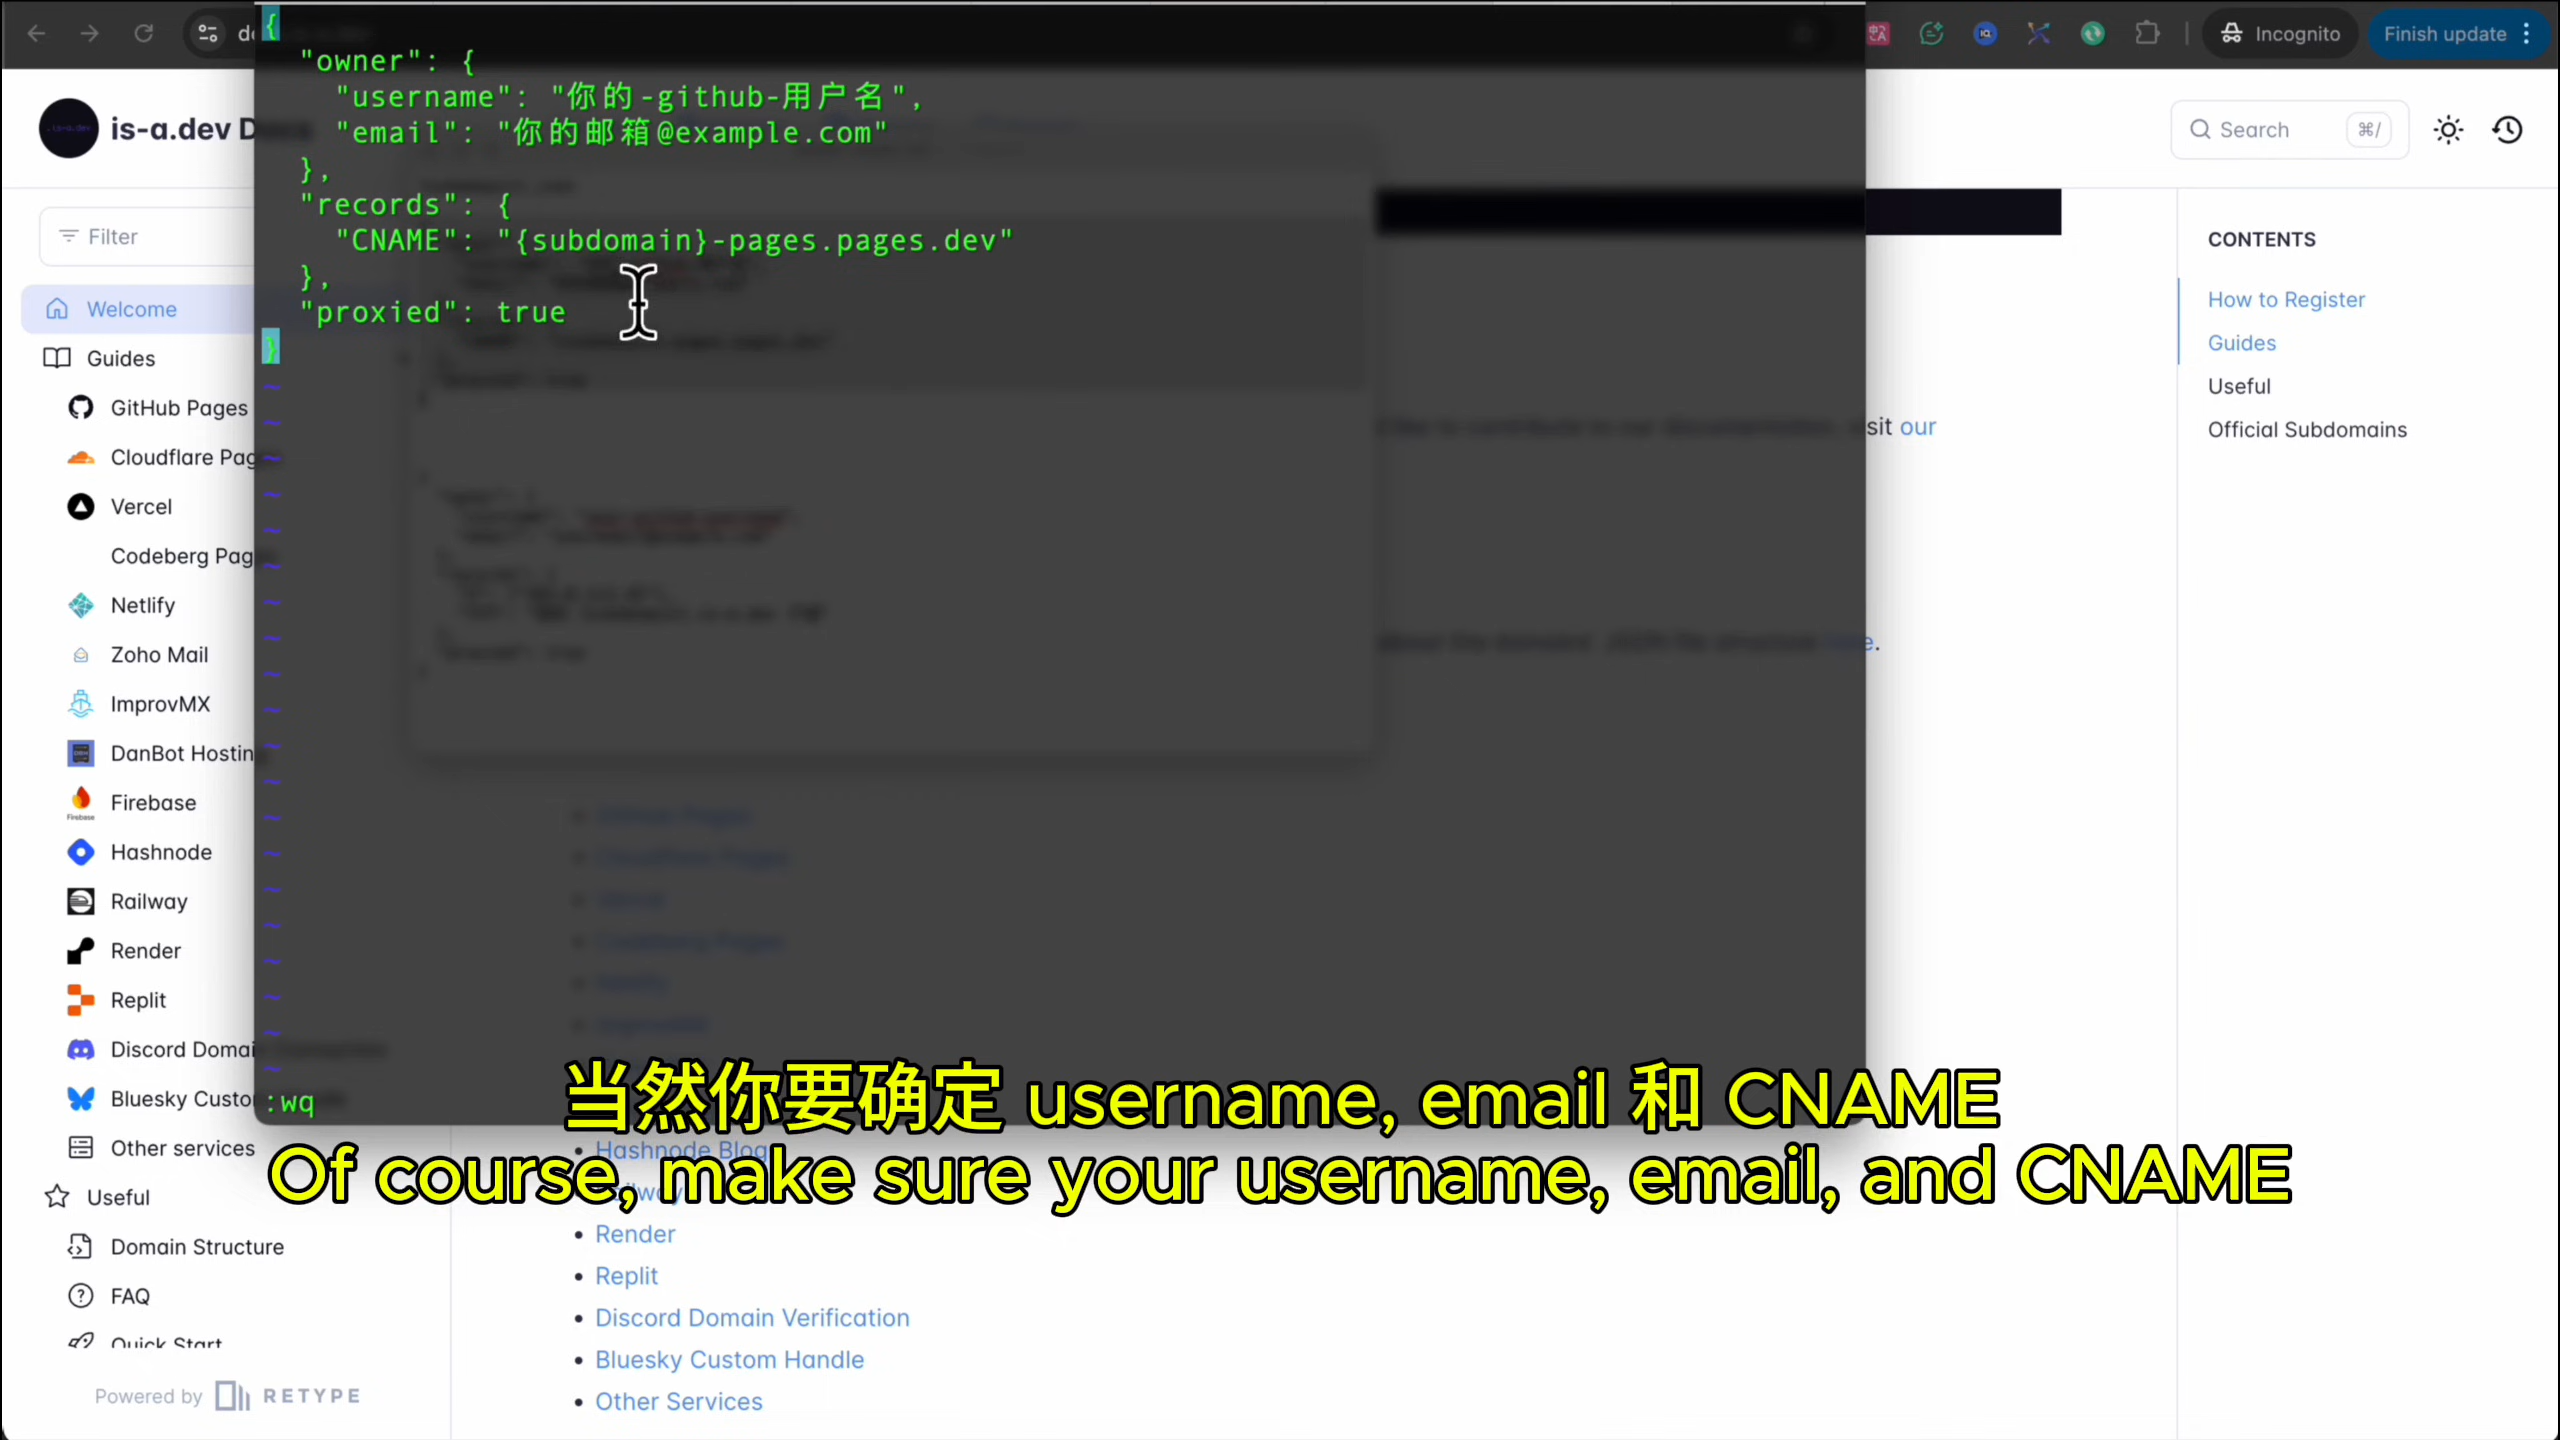 Incognito
Finish update
is-a.dev
Search
⌘/
Filter
Welcome
Guides
GitHub Pages
Cloudflare
Vercel
Codeberg
Netlify
Zoho Mail
ImprovMX
DanBot
Firebase
Hashnode
Railway
Render
Replit
Discord
Bluesky
Other services
Useful
Domain Structure
FAQ
Quick Start
Powered by RETYPE
{
"owner": {
"username": "你的-github-用户名",
"email": "你的邮箱@example.com"
},
"records": {
"CNAME": "{subdomain}-pages.pages.dev"
},
"proxied": true
}
:wq
sit our
CONTENTS
How to Register
Guides
Useful
Official Subdomains
当然你要确定 username, email 和 CNAME
Of course, make sure your username, email, and CNAME
Hashnode Blog
Render
Replit
Discord Domain Verification
Bluesky Custom Handle
Other Services